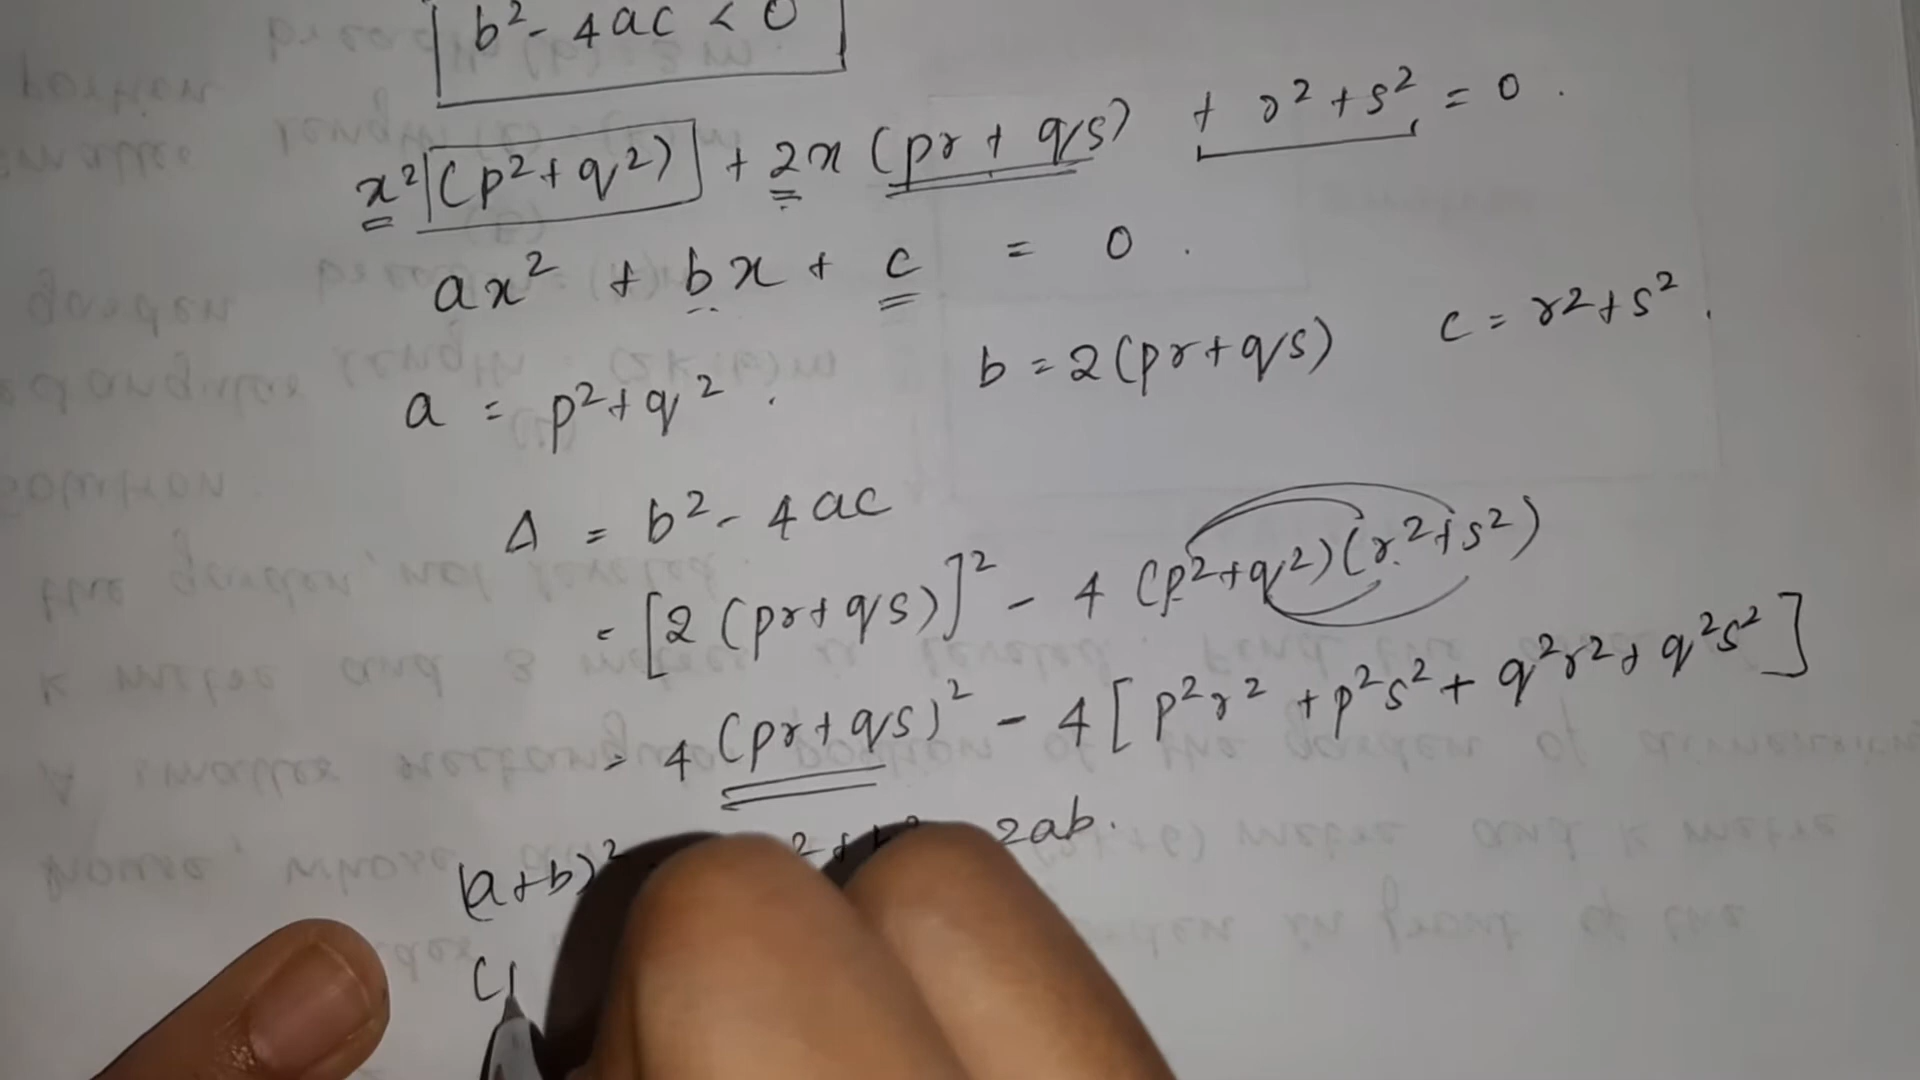 b² - 4ac < 0
x² (p² + q²) + 2x (pr + qs) + r² + s² = 0.
ax² + bx + c = 0.
a = p² + q². b = 2(pr + qs) c = r² + s².
Δ = b² - 4ac
= [2 (pr + qs)]² - 4 (p² + q²)(r² + s²)
= 4 (pr + qs)² - 4 [p²r² + p²s² + q²r² + q²s²]
(a+b)² 2ab.